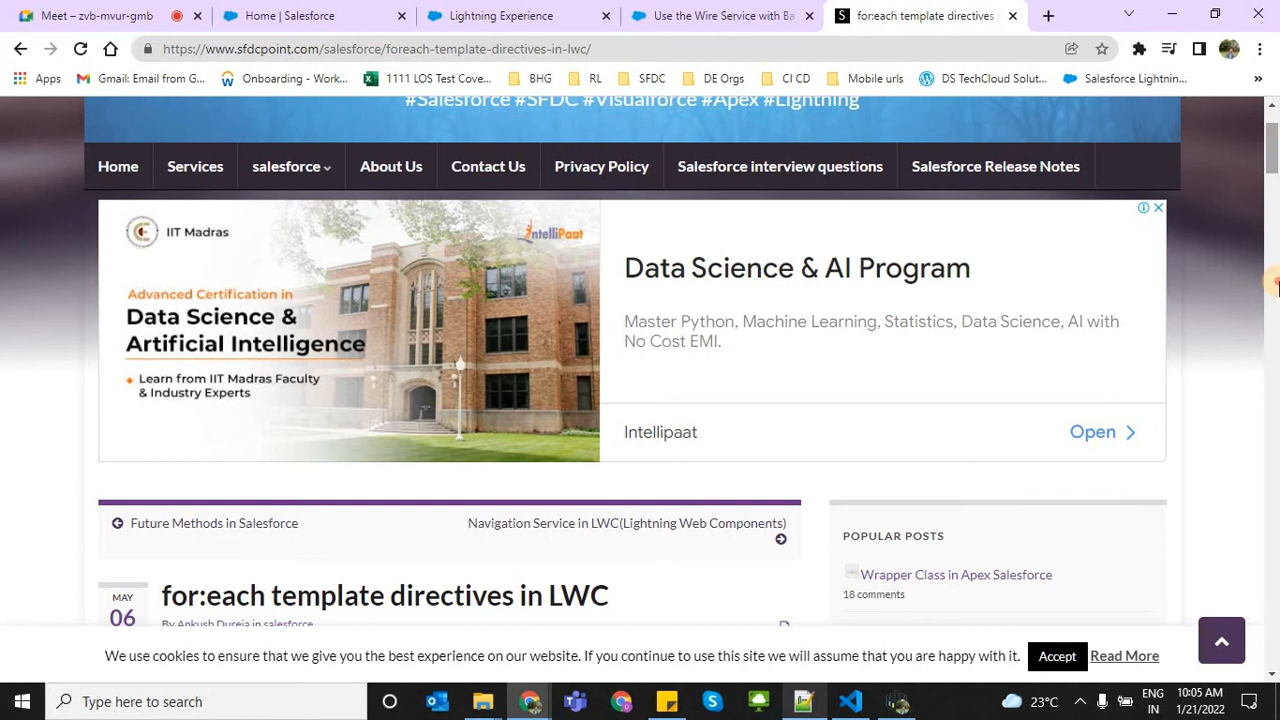 Meet – zvb-mvur-gmb
Home | Salesforce
Lightning Experience
Use the Wire Service with Ba
for:each template directives
https://www.sfdcpoint.com/salesforce/foreach-template-directives-in-lwc/
Apps
Gmail: Email from G...
Onboarding - Work...
1111 LOS Test Cove...
BHG
RL
SFDC
DE Orgs
CI CD
Mobile urls
DS TechCloud Solut...
Salesforce Lightnin...
#Salesforce #SFDC #Visualforce #Apex #Lightning
Home
Services
salesforce
About Us
Contact Us
Privacy Policy
Salesforce interview questions
Salesforce Release Notes
IIT Madras
INTelliPaat
Advanced Certification in
Data Science &
Artificial Intelligence
Learn from IIT Madras Faculty
& Industry Experts
Data Science & AI Program
Master Python, Machine Learning, Statistics, Data Science, AI with
No Cost EMI.
Intellipaat
Open
Future Methods in Salesforce
Navigation Service in LWC(Lightning Web Components)
POPULAR POSTS
Wrapper Class in Apex Salesforce
18 comments
MAY
06
for:each template directives in LWC
By Ankush Dureja in salesforce
We use cookies to ensure that we give you the best experience on our website. If you continue to use this site we will assume that you are happy with it.
Accept
Read More
Type here to search
23°C
ENG
IN
10:05 AM
1/21/2022